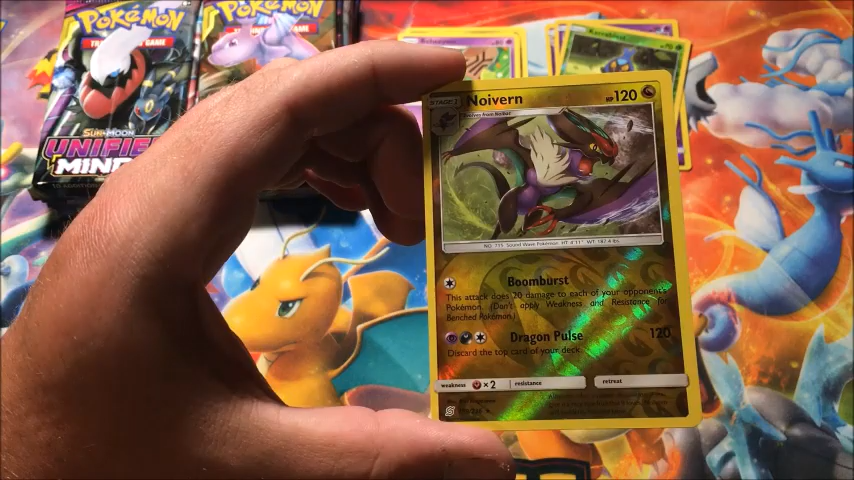 Pokémon
Pokémon
SUN & MOON
UNIFIED
MINDS
Karrablast
70
STAGE 1
Noivern
HP 120
Evolves from Noibat
NO. 715 Sound Wave Pokémon HT: 4'11" WT: 187.4 lbs
Boomburst
This attack does 20 damage to each of your opponent's
Pokémon. (Don't apply Weakness and Resistance for
Benched Pokémon.)
Dragon Pulse 120
Discard the top card of your deck.
weakness ×2 resistance retreat